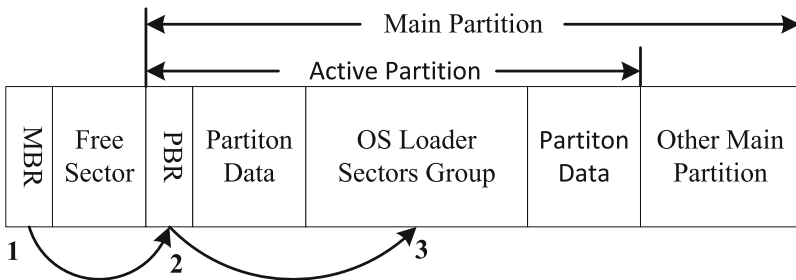 Main Partition
Active Partition
MBR
Free
Sector
PBR
Partiton
Data
OS Loader
Sectors Group
Partiton
Data
Other Main
Partition
1
2
3